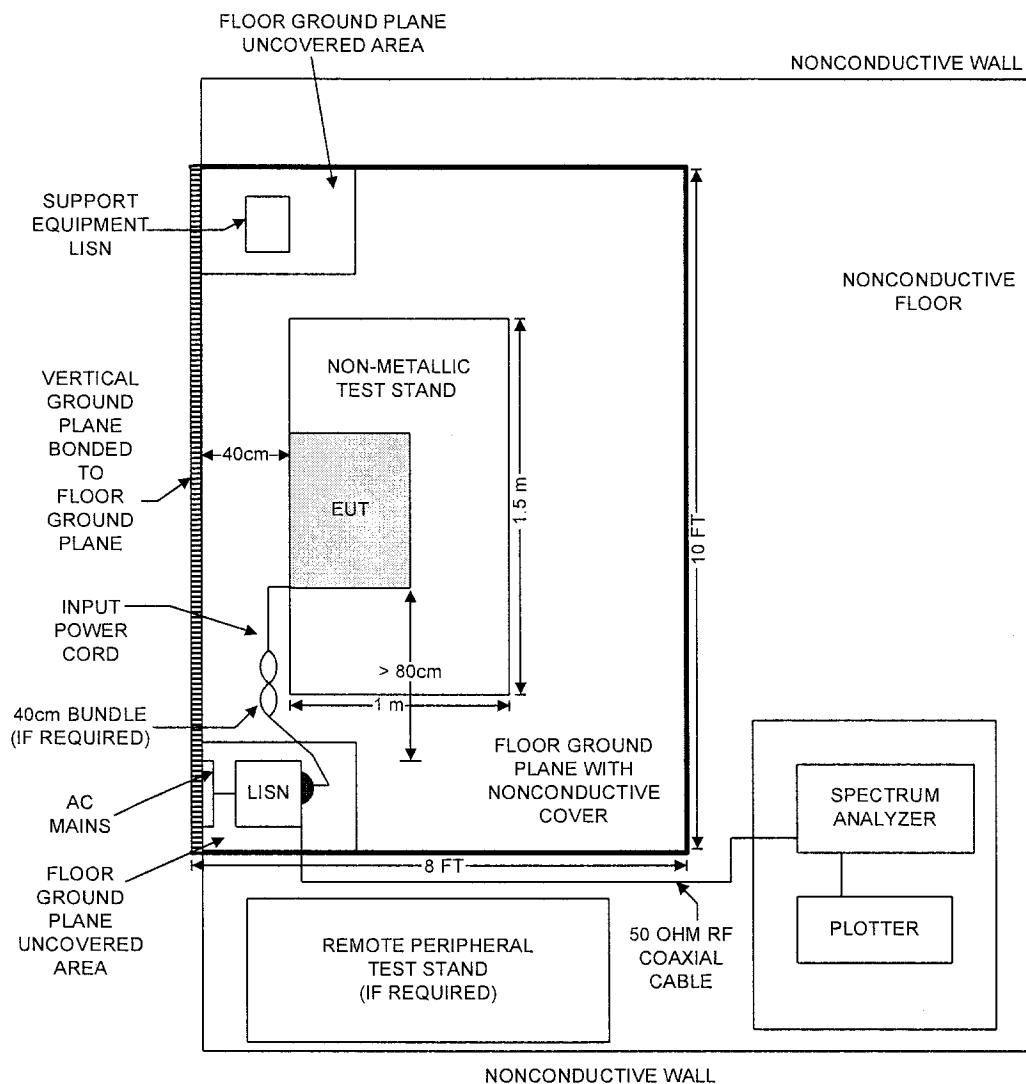 FLOOR GROUND PLANE
UNCOVERED AREA
NONCONDUCTIVE WALL
SUPPORT
EQUIPMENT
LISN
NONCONDUCTIVE
FLOOR
NON-METALLIC
TEST STAND
VERTICAL
GROUND
PLANE
BONDED
TO
FLOOR
GROUND
PLANE
40cm
EUT
1.5 m
10 FT
INPUT
POWER
CORD
> 80cm
1 m
40cm BUNDLE
(IF REQUIRED)
FLOOR GROUND
PLANE WITH
NONCONDUCTIVE
COVER
LISN
AC
MAINS
SPECTRUM
ANALYZER
8 FT
FLOOR
GROUND
PLANE
UNCOVERED
AREA
PLOTTER
50 OHM RF
COAXIAL
CABLE
REMOTE PERIPHERAL
TEST STAND
(IF REQUIRED)
NONCONDUCTIVE WALL